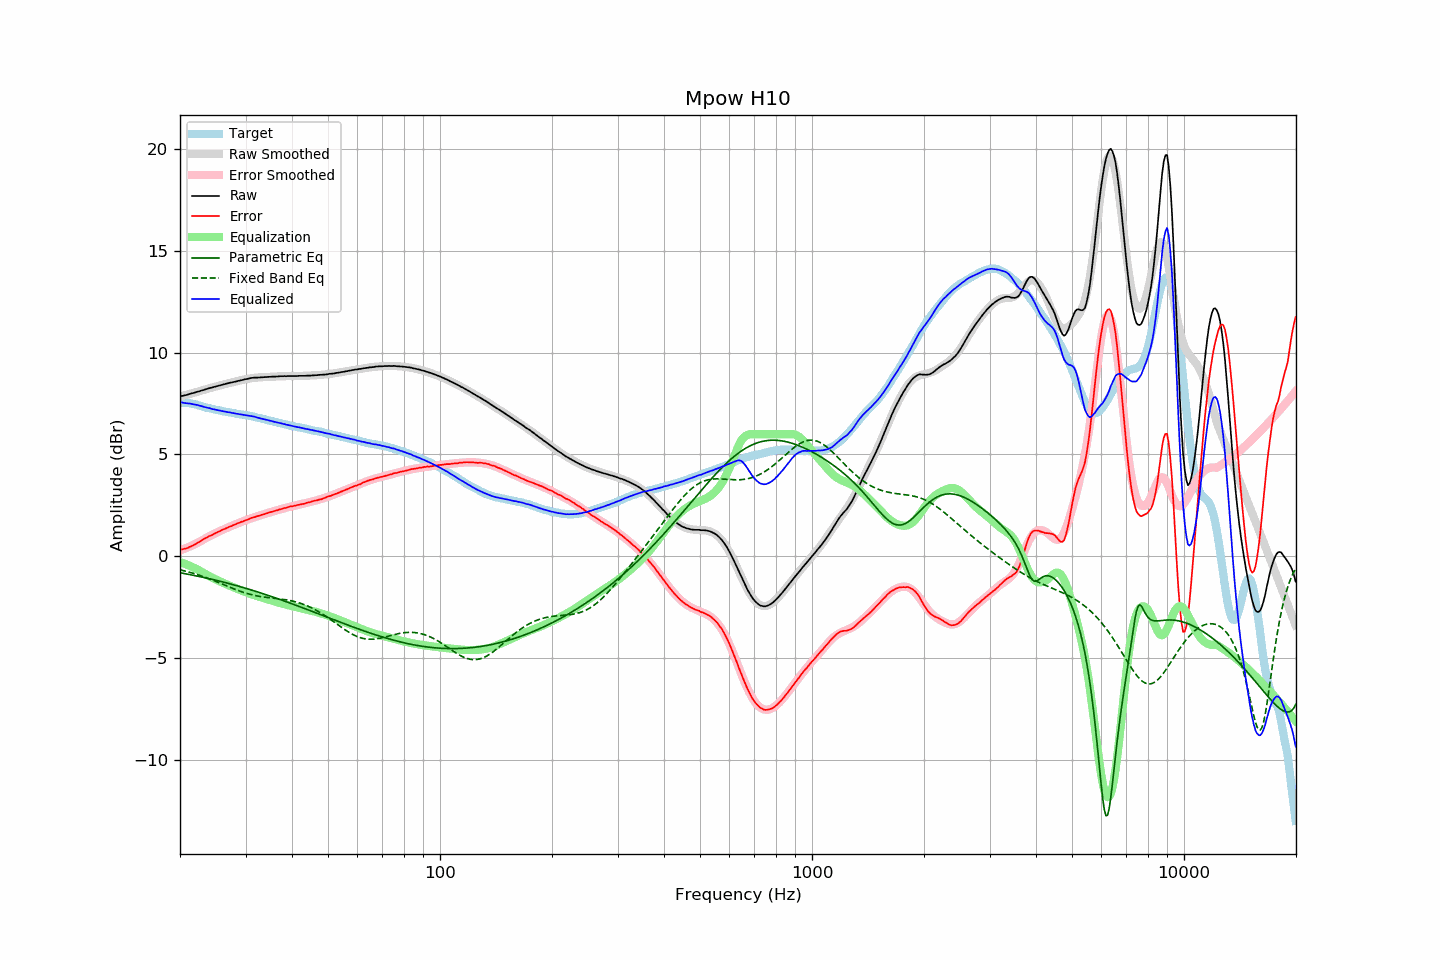 Mpow H10
Target
Raw Smoothed
Error Smoothed
Raw
Error
Equalization
Parametric Eq
Fixed Band Eq
Equalized
20
15
10
5
0
−5
−10
Amplitude (dBr)
100
1000
10000
Frequency (Hz)